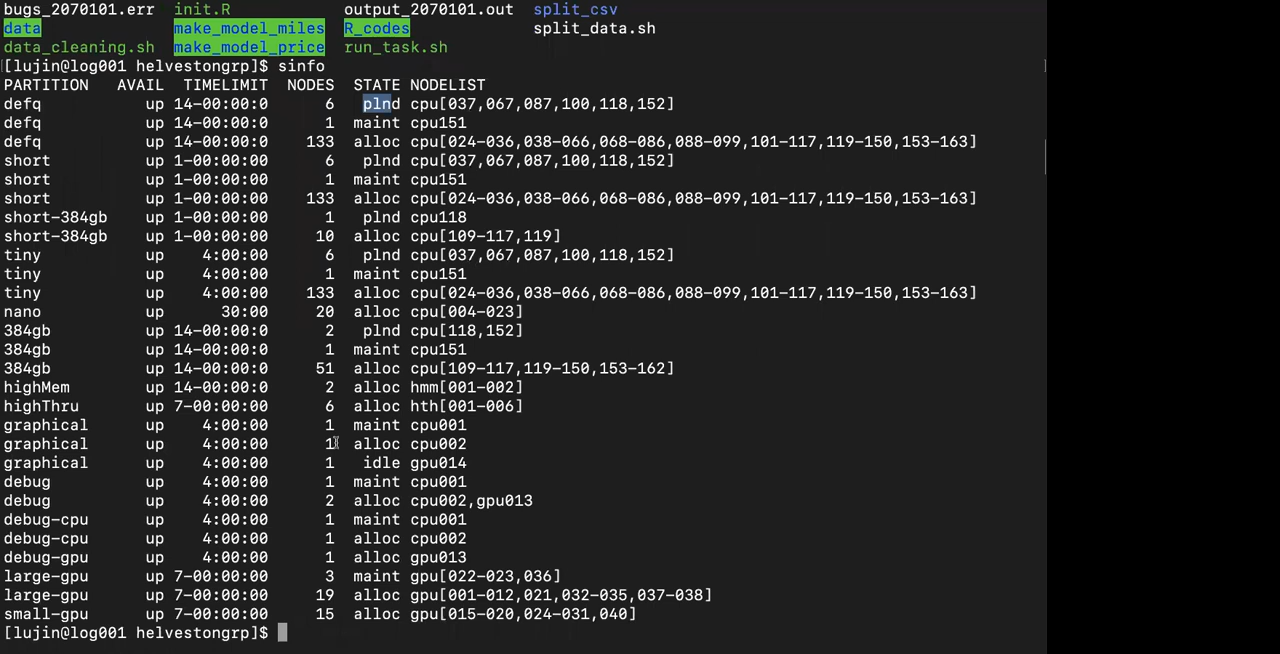 bugs_2070101.err init.R output_2070101.out split_csv
data make_model_miles R_codes split_data.sh
data_cleaning.sh make_model_price run_task.sh
[lujin@log001 helvestongrp]$ sinfo
PARTITION AVAIL TIMELIMIT NODES STATE NODELIST
defq up 14-00:00:0 6 plnd cpu[037,067,087,100,118,152]
defq up 14-00:00:0 1 maint cpu151
defq up 14-00:00:0 133 alloc cpu[024-036,038-066,068-086,088-099,101-117,119-150,153-163]
short up 1-00:00:00 6 plnd cpu[037,067,087,100,118,152]
short up 1-00:00:00 1 maint cpu151
short up 1-00:00:00 133 alloc cpu[024-036,038-066,068-086,088-099,101-117,119-150,153-163]
short-384gb up 1-00:00:00 1 plnd cpu118
short-384gb up 1-00:00:00 10 alloc cpu[109-117,119]
tiny up 4:00:00 6 plnd cpu[037,067,087,100,118,152]
tiny up 4:00:00 1 maint cpu151
tiny up 4:00:00 133 alloc cpu[024-036,038-066,068-086,088-099,101-117,119-150,153-163]
nano up 30:00 20 alloc cpu[004-023]
384gb up 14-00:00:0 2 plnd cpu[118,152]
384gb up 14-00:00:0 1 maint cpu151
384gb up 14-00:00:0 51 alloc cpu[109-117,119-150,153-162]
highMem up 14-00:00:0 2 alloc hmm[001-002]
highThru up 7-00:00:00 6 alloc hth[001-006]
graphical up 4:00:00 1 maint cpu001
graphical up 4:00:00 1 alloc cpu002
graphical up 4:00:00 1 idle gpu014
debug up 4:00:00 1 maint cpu001
debug up 4:00:00 2 alloc cpu002,gpu013
debug-cpu up 4:00:00 1 maint cpu001
debug-cpu up 4:00:00 1 alloc cpu002
debug-gpu up 4:00:00 1 alloc gpu013
large-gpu up 7-00:00:00 3 maint gpu[022-023,036]
large-gpu up 7-00:00:00 19 alloc gpu[001-012,021,032-035,037-038]
small-gpu up 7-00:00:00 15 alloc gpu[015-020,024-031,040]
[lujin@log001 helvestongrp]$